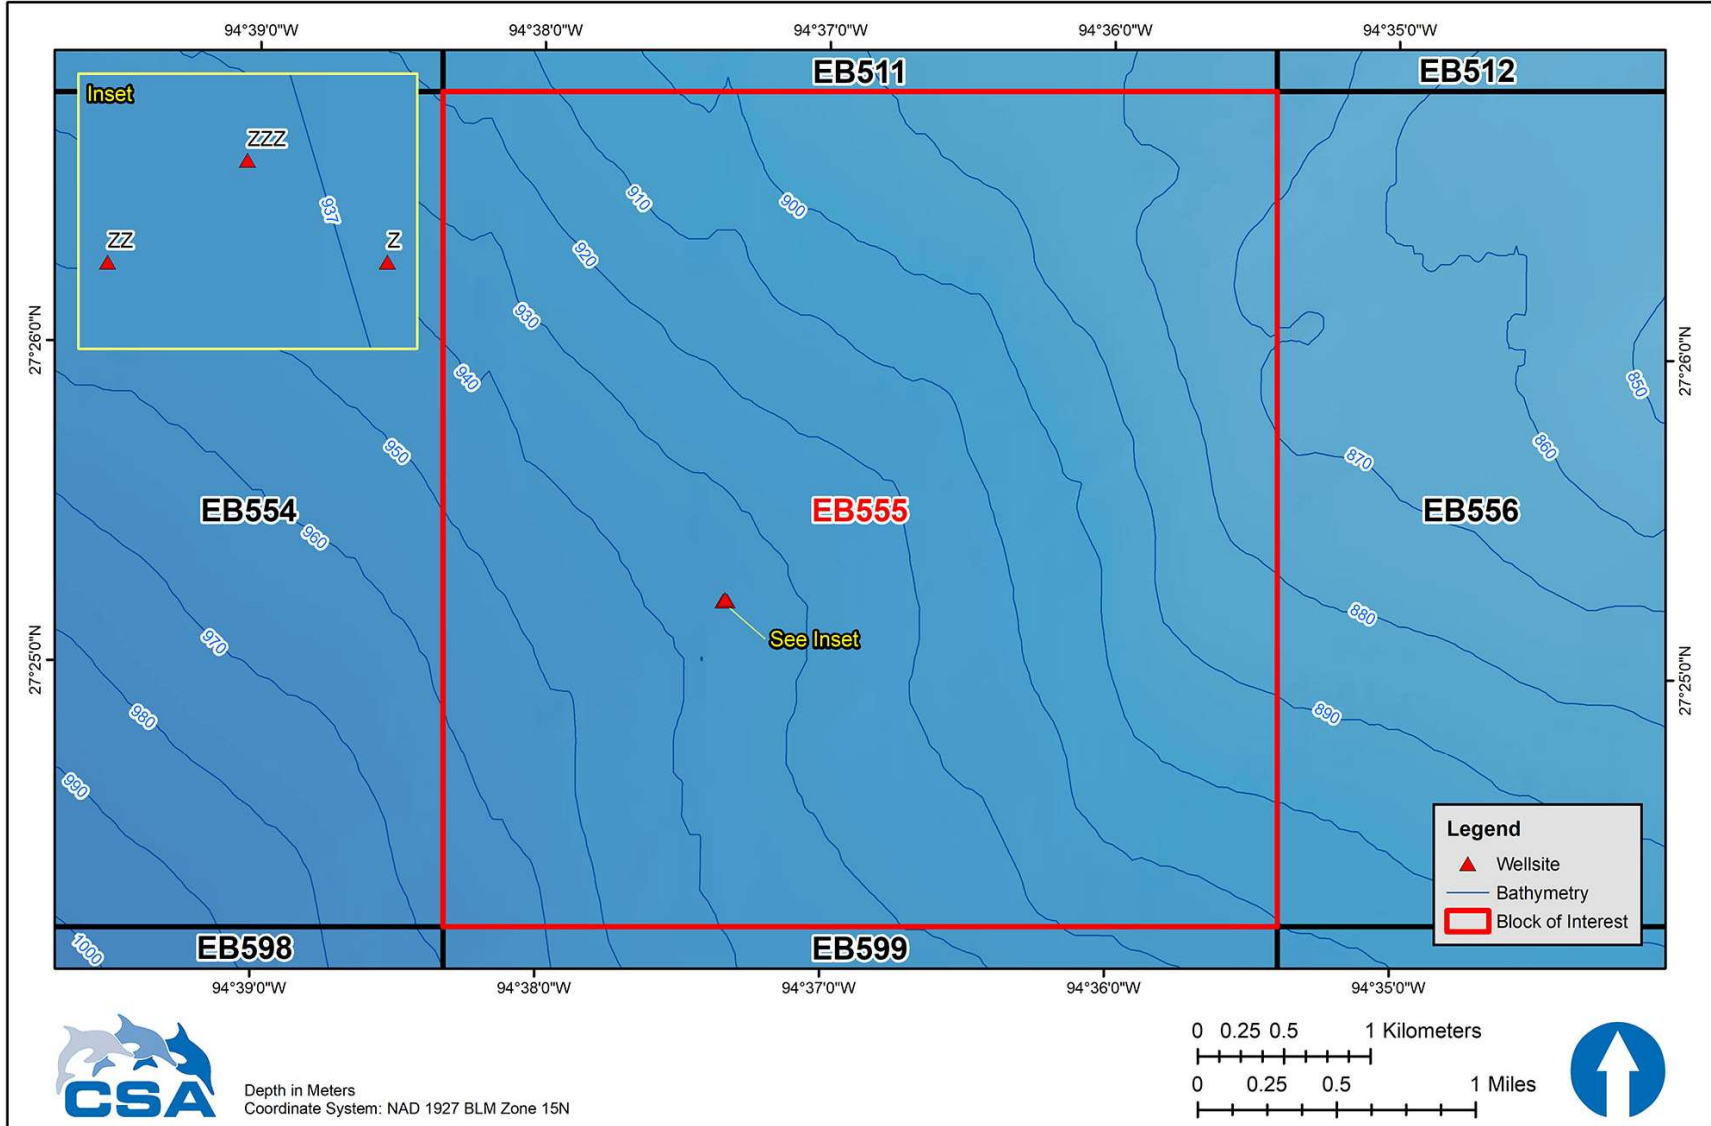 94°39'0"W 94°38'0"W 94°37'0"W 94°36'0"W 94°35'0"W
EB511 EB512
Inset
ZZZ
937
ZZ Z
910 900
920
930
27°26'0"N 27°26'0"N
940 850
950 870 860
EB554 EB555 EB556
960
970 880
See Inset
27°25'0"N 27°25'0"N
980 890
990
Legend
Wellsite
Bathymetry
Block of Interest
1000
EB598 EB599
94°39'0"W 94°38'0"W 94°37'0"W 94°36'0"W 94°35'0"W
0 0.25 0.5 1 Kilometers
0 0.25 0.5 1 Miles
CSA
Depth in Meters
Coordinate System: NAD 1927 BLM Zone 15N